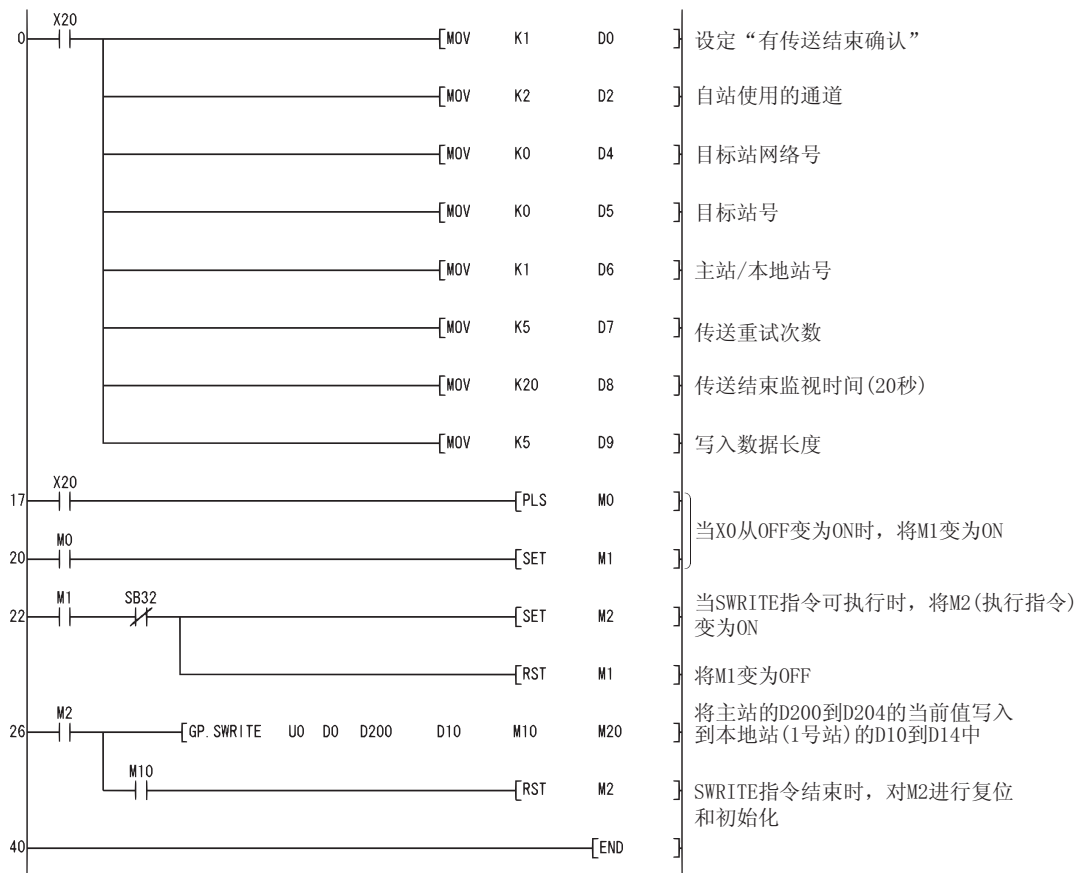 X20
0 MOV K1 D0 设定“有传送结束确认”
MOV K2 D2 自站使用的通道
MOV K0 D4 目标站网络号
MOV K0 D5 目标站号
MOV K1 D6 主站/本地站号
MOV K5 D7 传送重试次数
MOV K20 D8 传送结束监视时间(20秒)
MOV K5 D9 写入数据长度
X20
17 PLS M0
当X0从OFF变为ON时，将M1变为ON
M0
20 SET M1
M1 SB32
22 SET M2 当SWRITE指令可执行时，将M2(执行指令)
变为ON
RST M1 将M1变为OFF
M2
26 GP.SWRITE U0 D0 D200 D10 M10 M20 将主站的D200到D204的当前值写入
到本地站(1号站)的D10到D14中
M10
RST M2 SWRITE指令结束时，对M2进行复位
和初始化
40 END